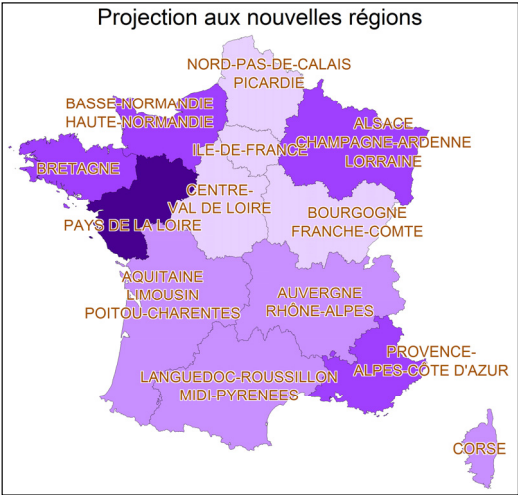 Projection aux nouvelles régions
NORD-PAS-DE-CALAIS
PICARDIE
BASSE-NORMANDIE
HAUTE-NORMANDIE
ALSACE
CHAMPAGNE-ARDENNE
LORRAINE
ILE-DE-FRANCE
BRETAGNE
CENTRE-
VAL DE LOIRE
PAYS DE LA LOIRE
BOURGOGNE
FRANCHE-COMTE
AQUITAINE
LIMOUSIN
POITOU-CHARENTES
AUVERGNE
RHÔNE-ALPES
PROVENCE-
ALPES-CÔTE D'AZUR
LANGUEDOC-ROUSSILLON
MIDI-PYRENEES
CORSE